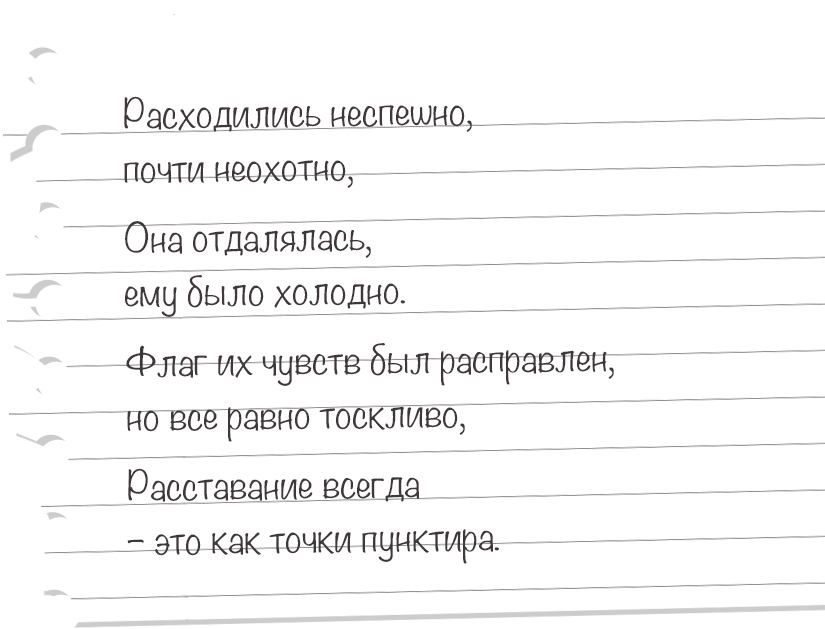 Расходились неспешно,
почти неохотно,
Она отдалялась,
ему было холодно.
Флаг их чувств был расправлен,
но все равно тоскливо,
Расставание всегда
– это как точки пунктира.